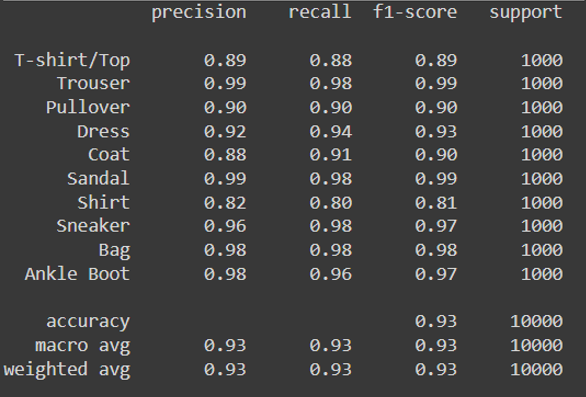 precision recall f1-score support
T-shirt/Top 0.89 0.88 0.89 1000
Trouser 0.99 0.98 0.99 1000
Pullover 0.90 0.90 0.90 1000
Dress 0.92 0.94 0.93 1000
Coat 0.88 0.91 0.90 1000
Sandal 0.99 0.98 0.99 1000
Shirt 0.82 0.80 0.81 1000
Sneaker 0.96 0.98 0.97 1000
Bag 0.98 0.98 0.98 1000
Ankle Boot 0.98 0.96 0.97 1000
accuracy 0.93 10000
macro avg 0.93 0.93 0.93 10000
weighted avg 0.93 0.93 0.93 10000